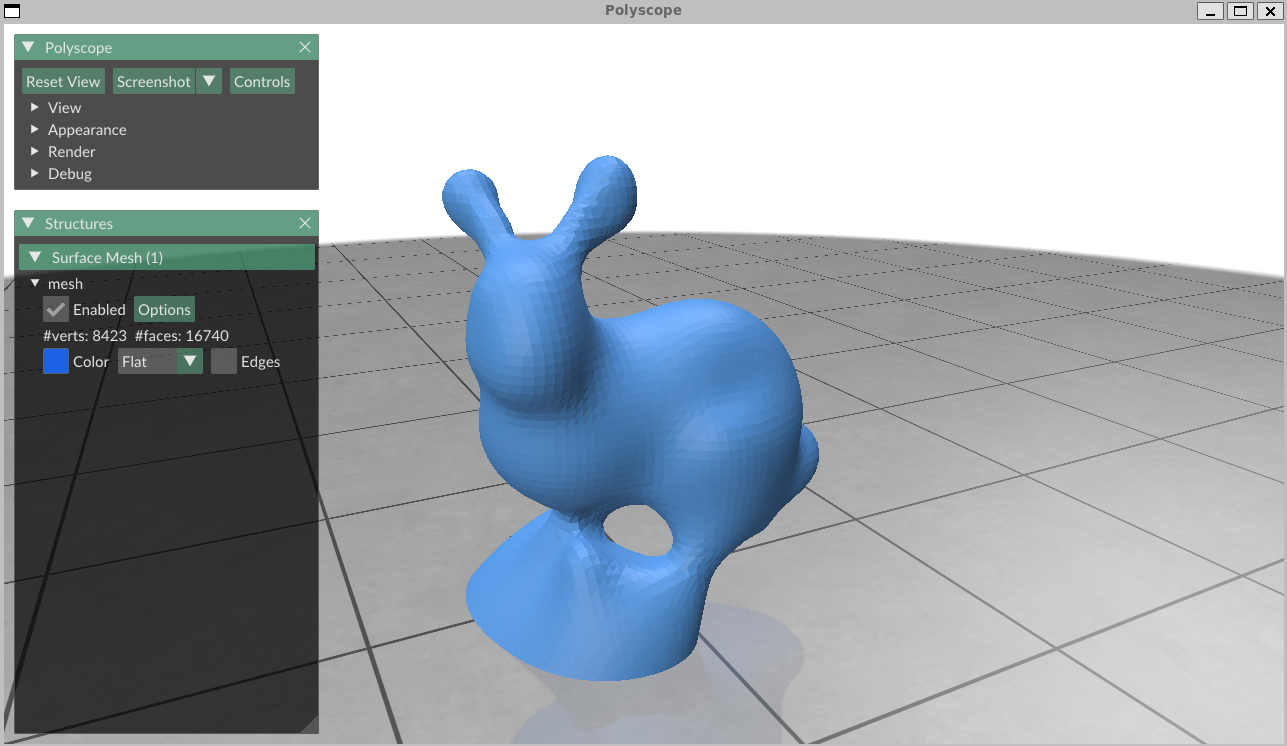 Polyscope
Polyscope
Reset View Screenshot Controls
View
Appearance
Render
Debug
Structures
Surface Mesh (1)
mesh
Enabled Options
#verts: 8423 #faces: 16740
Color Flat Edges